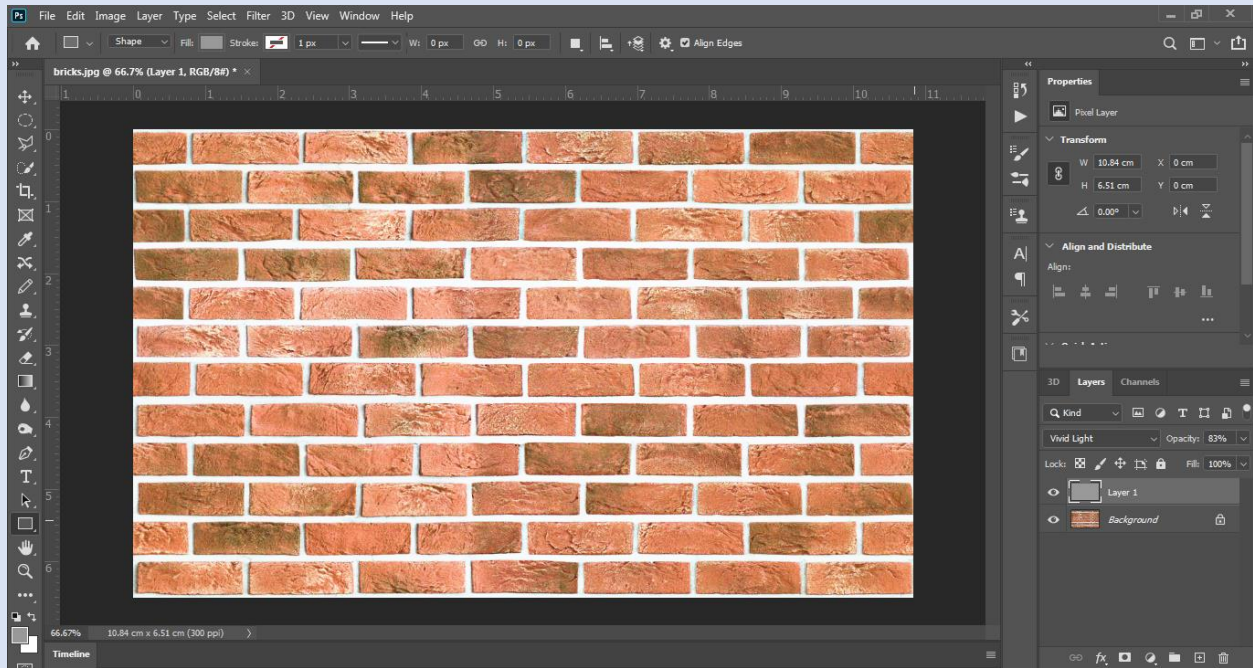 Ps File Edit Image Layer Type Select Filter 3D View Window Help
Shape Fill: Stroke: 1 px W: 0 px H: 0 px Align Edges
bricks.jpg @ 66.7% (Layer 1, RGB/8#) * ×
1 0 1 2 3 4 5 6 7 8 9 10 11
0
1
2
3
4
5
6
66.67% 10.84 cm x 6.51 cm (300 ppi)
Timeline
Properties
Pixel Layer
Transform
W 10.84 cm X 0 cm
H 6.51 cm Y 0 cm
0.00°
Align and Distribute
Align:
3D Layers Channels
Kind
Vivid Light Opacity: 83%
Lock: Fill: 100%
Layer 1
Background